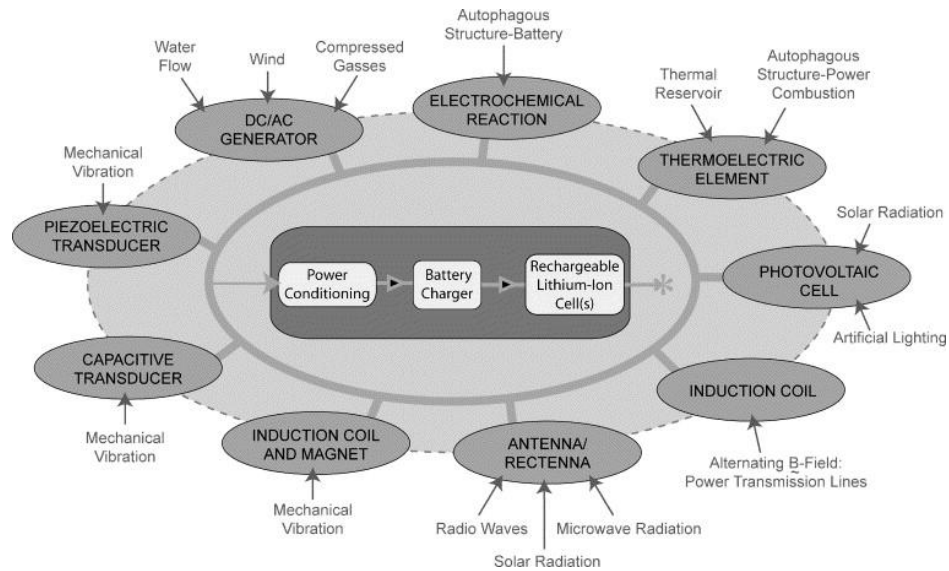 Autophagous
Structure-Battery
Water
Flow
Wind
Compressed
Gasses
Thermal
Reservoir
Autophagous
Structure-Power
Combustion
DC/AC
GENERATOR
ELECTROCHEMICAL
REACTION
THERMOELECTRIC
ELEMENT
Mechanical
Vibration
PIEZOELECTRIC
TRANSDUCER
Solar Radiation
PHOTOVOLTAIC
CELL
Artificial Lighting
Power
Conditioning
Battery
Charger
Rechargeable
Lithium-Ion
Cell(s)
*
CAPACITIVE
TRANSDUCER
Mechanical
Vibration
INDUCTION COIL
AND MAGNET
Mechanical
Vibration
ANTENNA/
RECTENNA
Radio Waves
Solar Radiation
Microwave Radiation
INDUCTION COIL
Alternating B-Field:
Power Transmission Lines